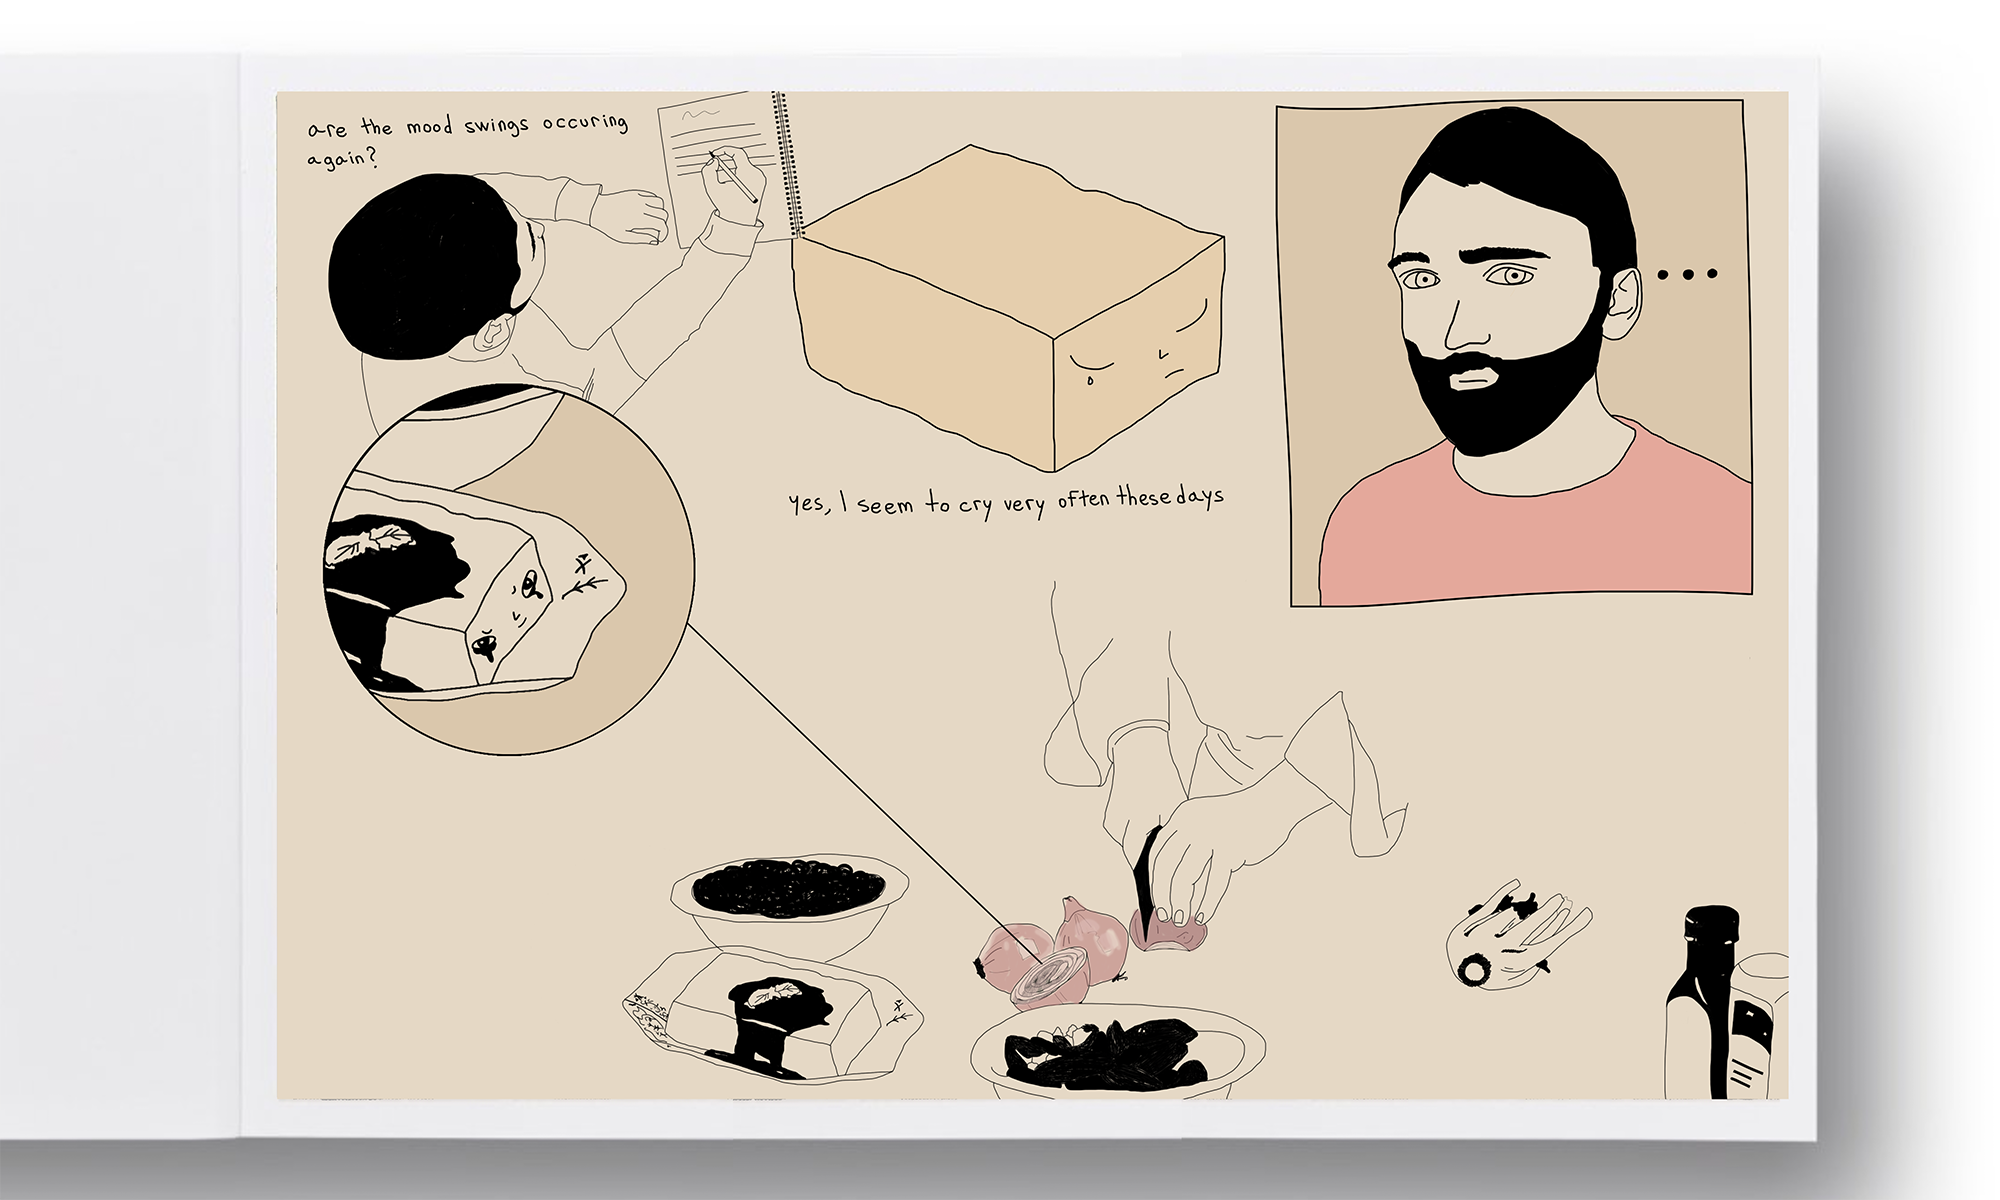 are the mood swings occuring
again?
...
yes, I seem to cry very often these days